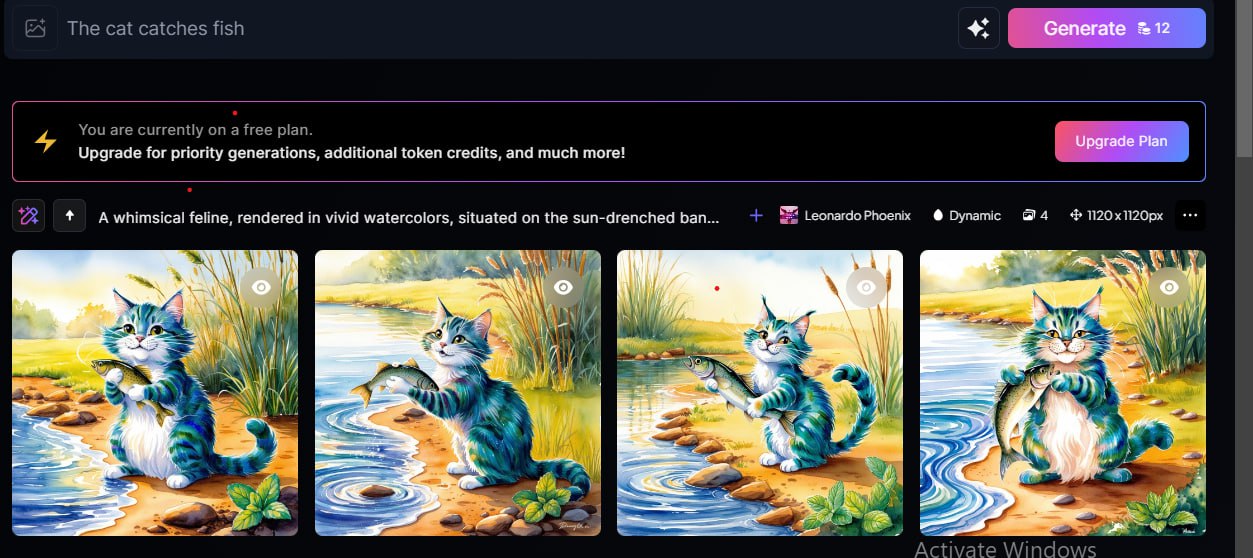 The cat catches fish
Generate 12
You are currently on a free plan.
Upgrade for priority generations, additional token credits, and much more!
Upgrade Plan
A whimsical feline, rendered in vivid watercolors, situated on the sun-drenched ban...
Leonardo Phoenix
Dynamic
4
1120 x 1120px
Activate Windows